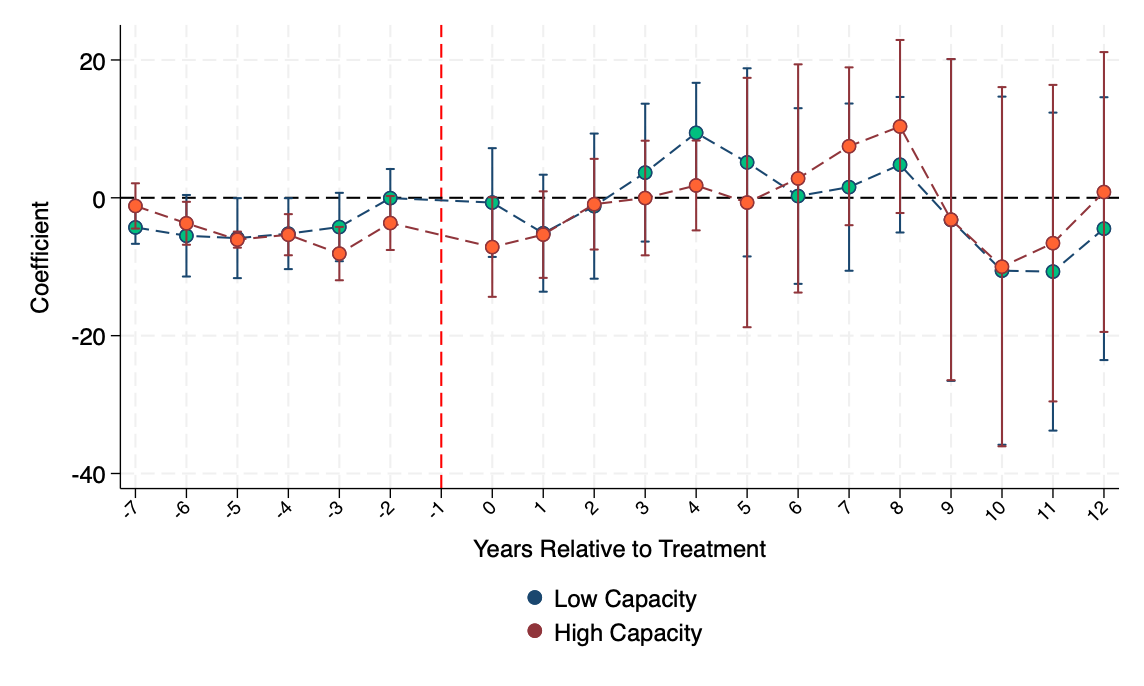 20
0
-20
-40
Coefficient
-7 -6 -5 -4 -3 -2 -1 0 1 2 3 4 5 6 7 8 9 10 11 12
Years Relative to Treatment
Low Capacity
High Capacity